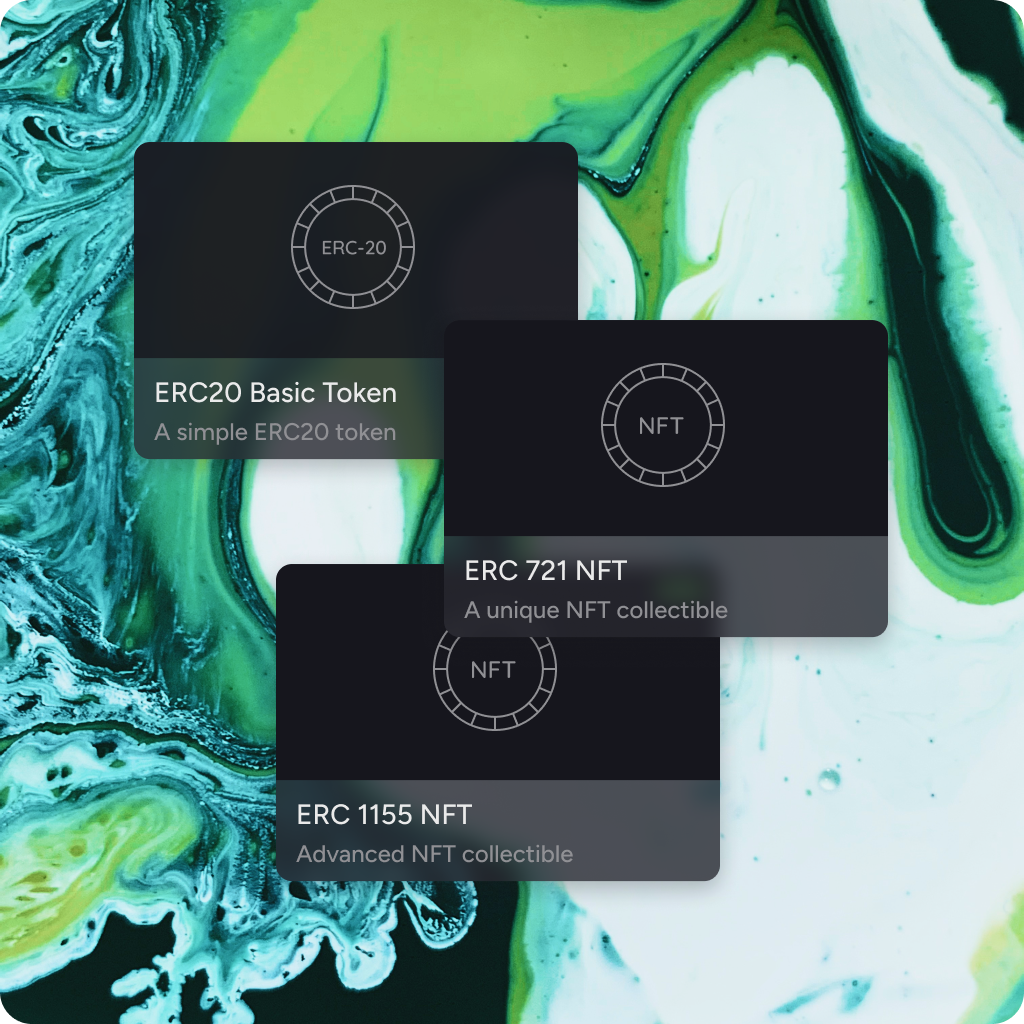 ERC-20
ERC20 Basic Token
A simple ERC20 token
NFT
ERC 721 NFT
A unique NFT collectible
NFT
ERC 1155 NFT
Advanced NFT collectible